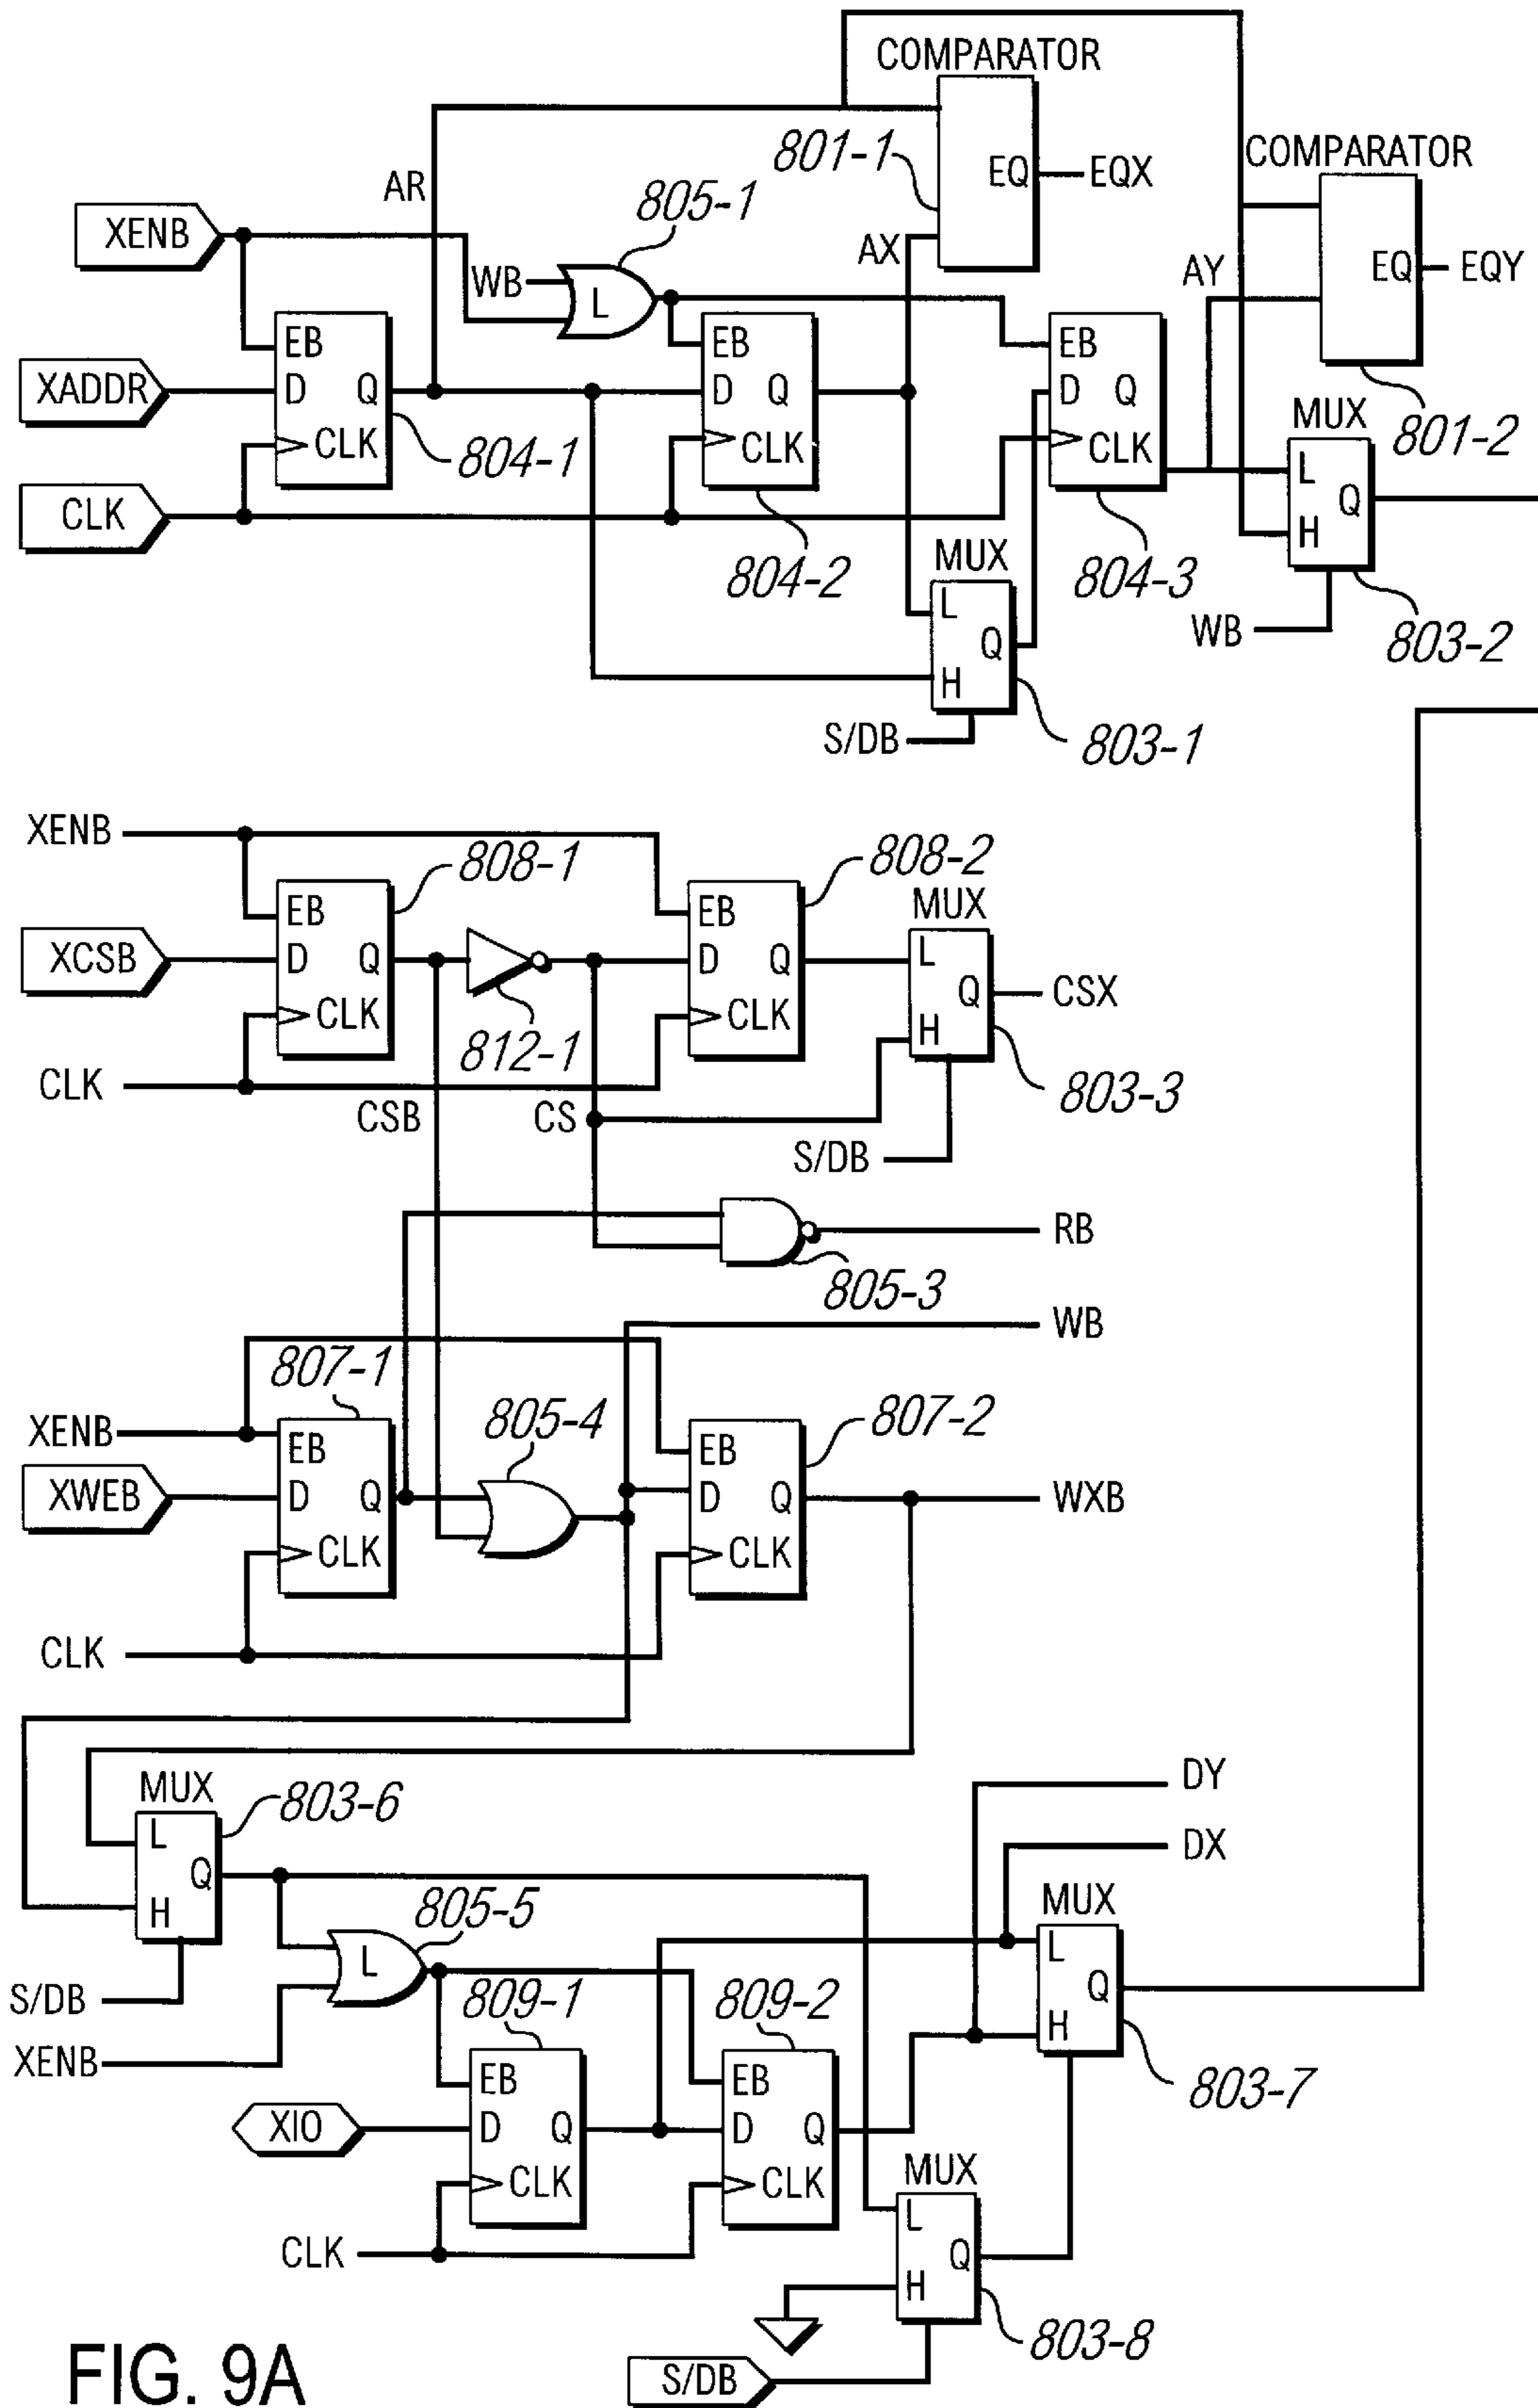 COMPARATOR
801-1
EQ
EQX
COMPARATOR
AR
805-1
XENB
WB
L
AX
AY
EQ
EQY
801-2
XADDR
EB
D
Q
CLK
804-1
EB
D
Q
CLK
804-2
EB
D
Q
CLK
804-3
MUX
L
Q
H
WB
803-2
CLK
MUX
L
Q
H
S/DB
803-1
XENB
808-1
808-2
EB
D
Q
CLK
XCSB
812-1
EB
D
Q
CLK
MUX
L
Q
H
CSX
803-3
CLK
CSB
CS
S/DB
RB
805-3
WB
807-1
805-4
807-2
XENB
EB
D
Q
CLK
XWEB
EB
D
Q
CLK
WXB
CLK
MUX
803-6
L
Q
H
DY
DX
805-5
L
MUX
L
Q
H
803-7
S/DB
809-1
809-2
XENB
EB
D
Q
CLK
XIO
EB
D
Q
CLK
MUX
L
Q
H
CLK
803-8
S/DB
FIG. 9A